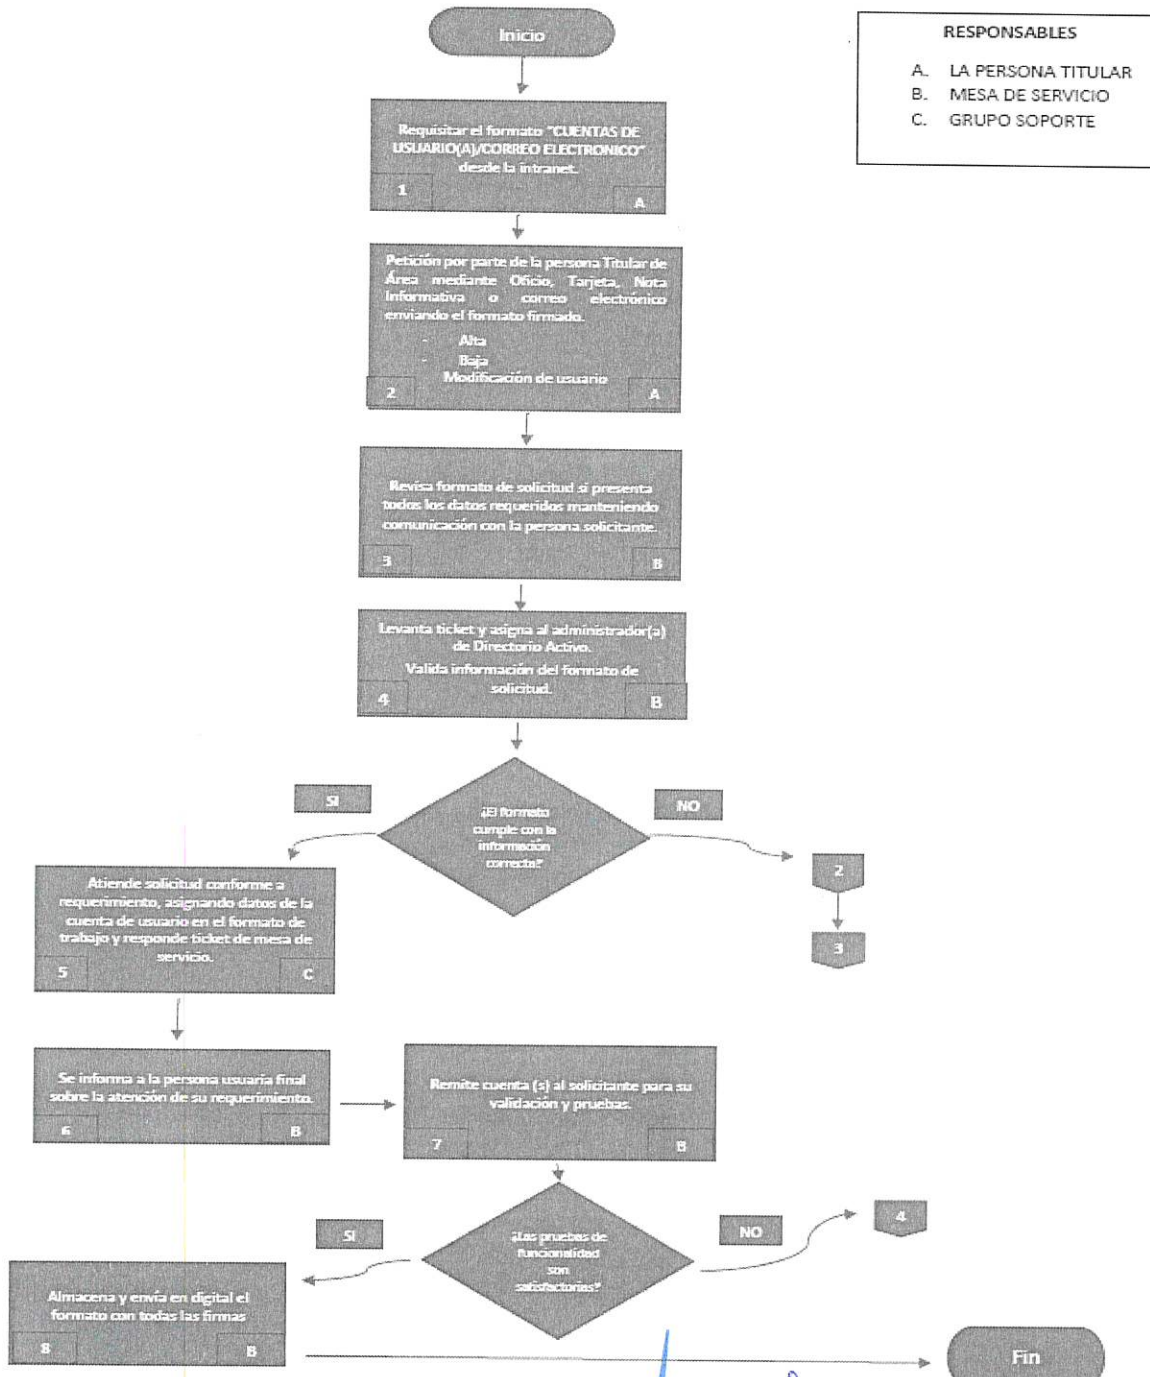 Inicio
RESPONSABLES
A. LA PERSONA TITULAR
B. MESA DE SERVICIO
C. GRUPO SOPORTE
Requisitar el formato "CUENTAS DE
USUARIO(A)/CORREO ELECTRONICO"
desde la intranet.
1
A
Petición por parte de la persona Titular de
Área mediante Oficio, Tarjeta, Nota
Informativa o correo electrónico
enviando el formato firmado.
- Alta
- Baja
Modificación de usuario
2
A
Revisa formato de solicitud si presenta
todos los datos requeridos manteniendo
comunicación con la persona solicitante.
3
B
Levanta ticket y asigna al administrador(a)
de Directorio Activo.
Valida información del formato de
solicitud.
4
B
SI
¿El formato
cumple con la
información
correcta?
NO
2
3
Atiende solicitud conforme a
requerimiento, asignando datos de la
cuenta de usuario en el formato de
trabajo y responde ticket de mesa de
servicio.
5
C
Se informa a la persona usuaria final
sobre la atención de su requerimiento.
6
B
Remite cuenta (s) al solicitante para su
validación y pruebas.
7
B
SI
¿Las pruebas de
funcionalidad
son
satisfactorias?
NO
4
Almacena y envía en digital el
formato con todas las firmas
8
B
Fin